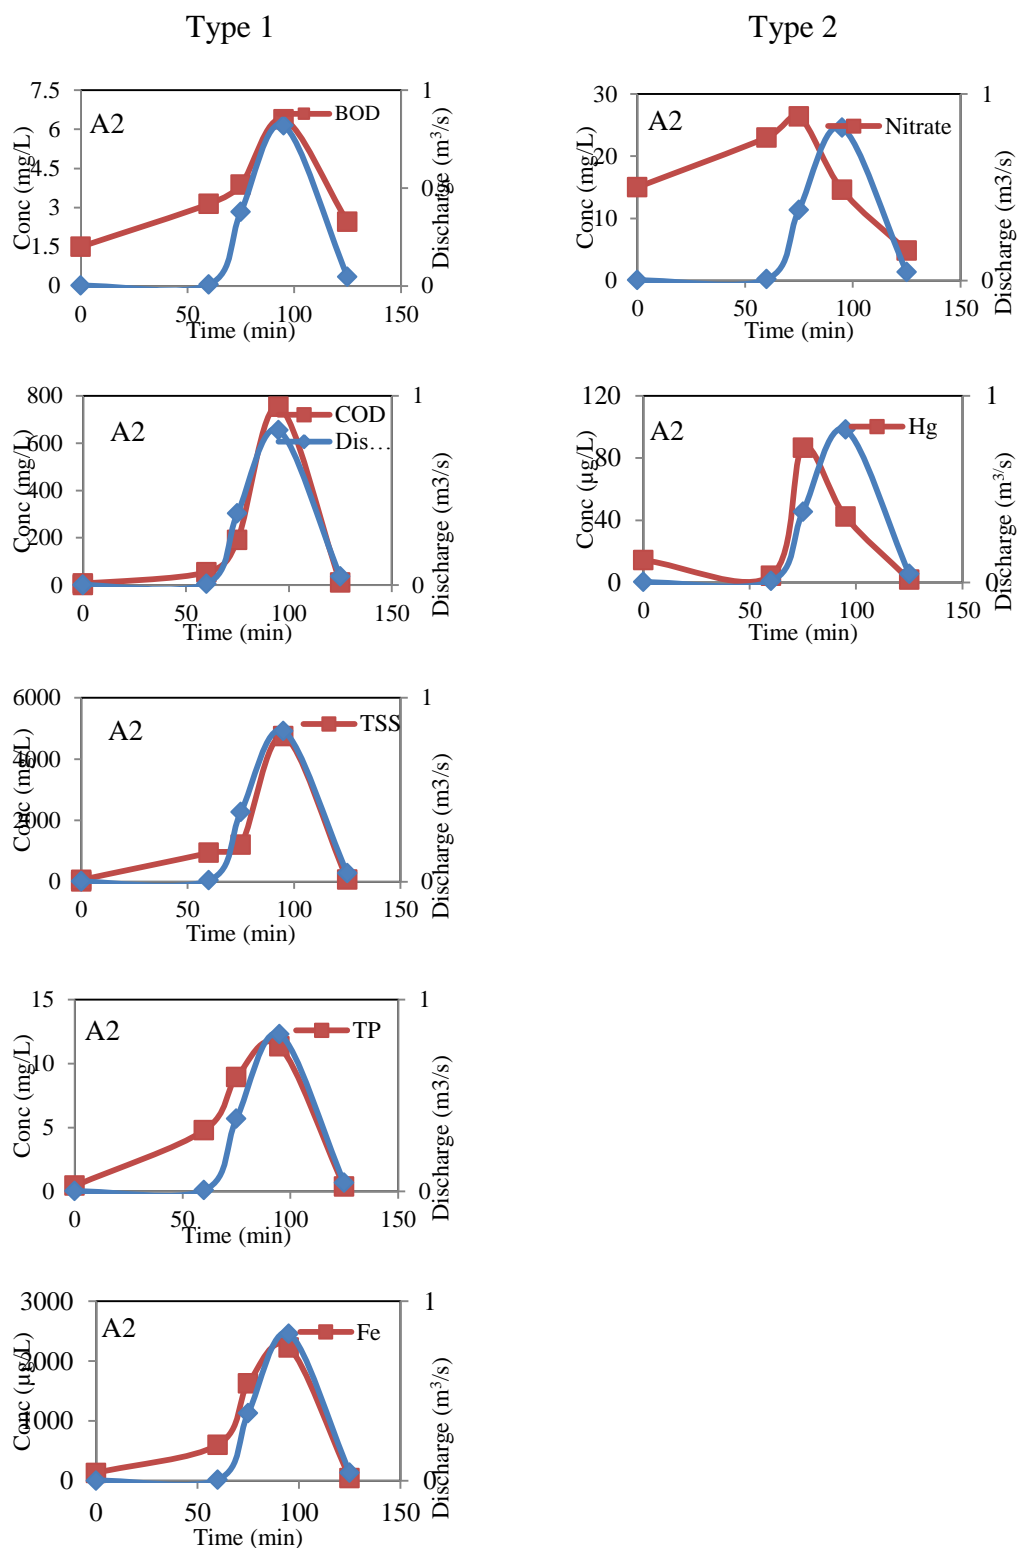 Type 1
Type 2
7.5
6
4.5
3
1.5
0
Conc (mg/L)
A2
BOD
1
0.5
0
Discharge (m³/s)
0
50
100
150
Time (min)
30
20
10
0
Conc (mg/L)
A2
Nitrate
1
0
Discharge (m3/s)
0
50
100
150
Time (min)
800
600
400
200
0
Conc (mg/L)
A2
COD
Dis…
1
0
Discharge (m3/s)
0
50
100
150
Time (min)
120
80
40
0
Conc (µg/L)
A2
Hg
1
0
Discharge (m³/s)
0
50
100
150
Time (min)
6000
4000
2000
0
Conc (mg/L)
A2
TSS
1
0
Discharge (m3/s)
0
50
100
150
Time (min)
15
10
5
0
Conc (mg/L)
A2
TP
1
0
Discharge (m3/s)
0
50
100
150
Time (min)
3000
2000
1000
0
Conc (µg/L)
A2
Fe
1
0
Discharge (m³/s)
0
50
100
150
Time (min)